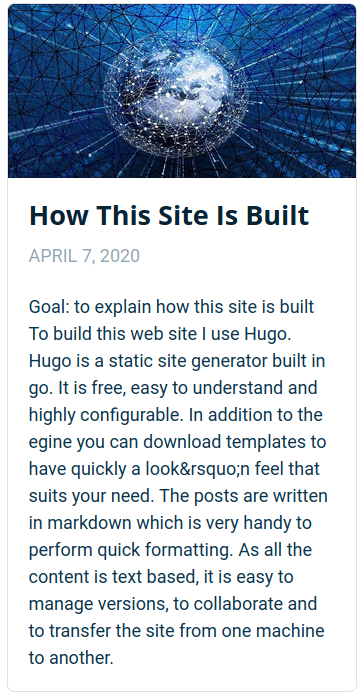 How This Site Is Built
APRIL 7, 2020
Goal: to explain how this site is built
To build this web site I use Hugo.
Hugo is a static site generator built in
go. It is free, easy to understand and
highly configurable. In addition to the
egine you can download templates to
have quickly a look&rsquo;n feel that
suits your need. The posts are written
in markdown which is very handy to
perform quick formatting. As all the
content is text based, it is easy to
manage versions, to collaborate and
to transfer the site from one machine
to another.